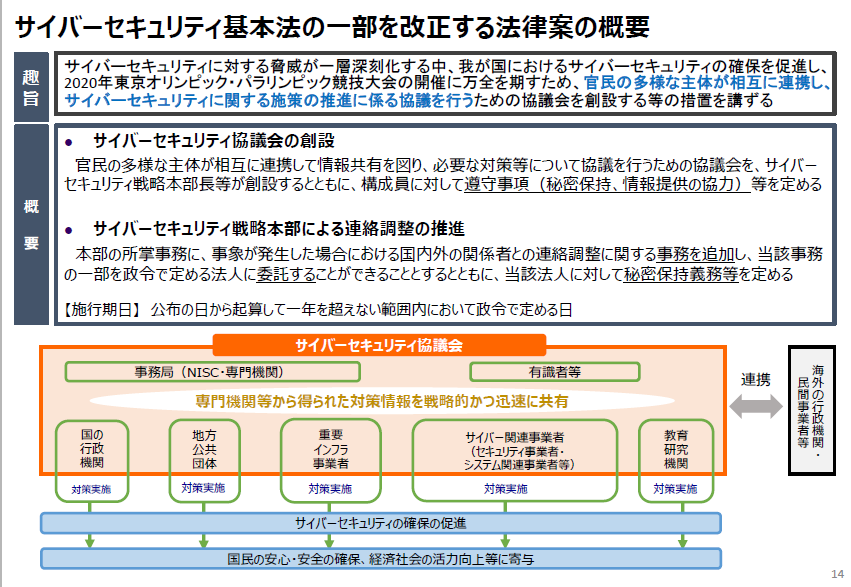 サイバーセキュリティ基本法の一部を改正する法律案の概要
趣旨
サイバーセキュリティに対する脅威が一層深刻化する中、我が国におけるサイバーセキュリティの確保を促進し、
2020年東京オリンピック・パラリンピック競技大会の開催に万全を期すため、官民の多様な主体が相互に連携し、
サイバーセキュリティに関する施策の推進に係る協議を行うための協議会を創設する等の措置を講ずる
概要
● サイバーセキュリティ協議会の創設
官民の多様な主体が相互に連携して情報共有を図り、必要な対策等について協議を行うための協議会を、サイバー
セキュリティ戦略本部長等が創設するとともに、構成員に対して遵守事項（秘密保持、情報提供の協力）等を定める
● サイバーセキュリティ戦略本部による連絡調整の推進
本部の所掌事務に、事象が発生した場合における国内外の関係者との連絡調整に関する事務を追加し、当該事務
の一部を政令で定める法人に委託することができることとするとともに、当該法人に対して秘密保持義務等を定める
【施行期日】 公布の日から起算して一年を超えない範囲内において政令で定める日
サイバーセキュリティ協議会
事務局（NISC・専門機関）
有識者等
専門機関等から得られた対策情報を戦略的かつ迅速に共有
国の
行政
機関
対策実施
地方
公共
団体
対策実施
重要
インフラ
事業者
対策実施
サイバー関連事業者
（セキュリティ事業者・
システム関連事業者等）
対策実施
教育
研究
機関
対策実施
連携
海外の行政機関・
民間事業者等
サイバーセキュリティの確保の促進
国民の安心・安全の確保、経済社会の活力向上等に寄与
14